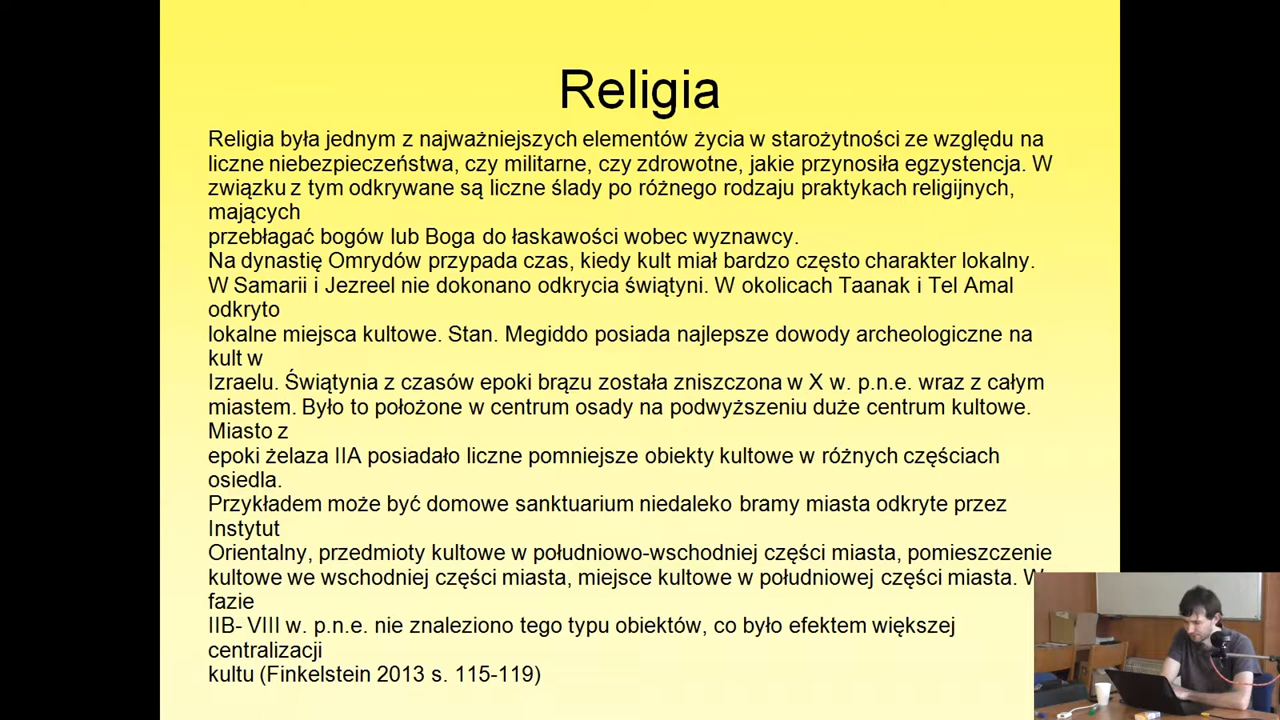 Religia
Religia była jednym z najważniejszych elementów życia w starożytności ze względu na
liczne niebezpieczeństwa, czy militarne, czy zdrowotne, jakie przynosiła egzystencja. W
związku z tym odkrywane są liczne ślady po różnego rodzaju praktykach religijnych,
mających
przebłagać bogów lub Boga do łaskawości wobec wyznawcy.
Na dynastię Omrydów przypada czas, kiedy kult miał bardzo często charakter lokalny.
W Samarii i Jezreel nie dokonano odkrycia świątyni. W okolicach Taanak i Tel Amal
odkryto
lokalne miejsca kultowe. Stan. Megiddo posiada najlepsze dowody archeologiczne na
kult w
Izraelu. Świątynia z czasów epoki brązu została zniszczona w X w. p.n.e. wraz z całym
miastem. Było to położone w centrum osady na podwyższeniu duże centrum kultowe.
Miasto z
epoki żelaza IIA posiadało liczne pomniejsze obiekty kultowe w różnych częściach
osiedla.
Przykładem może być domowe sanktuarium niedaleko bramy miasta odkryte przez
Instytut
Orientalny, przedmioty kultowe w południowo-wschodniej części miasta, pomieszczenie
kultowe we wschodniej części miasta, miejsce kultowe w południowej części miasta. W
fazie
IIB- VIII w. p.n.e. nie znaleziono tego typu obiektów, co było efektem większej
centralizacji
kultu (Finkelstein 2013 s. 115-119)